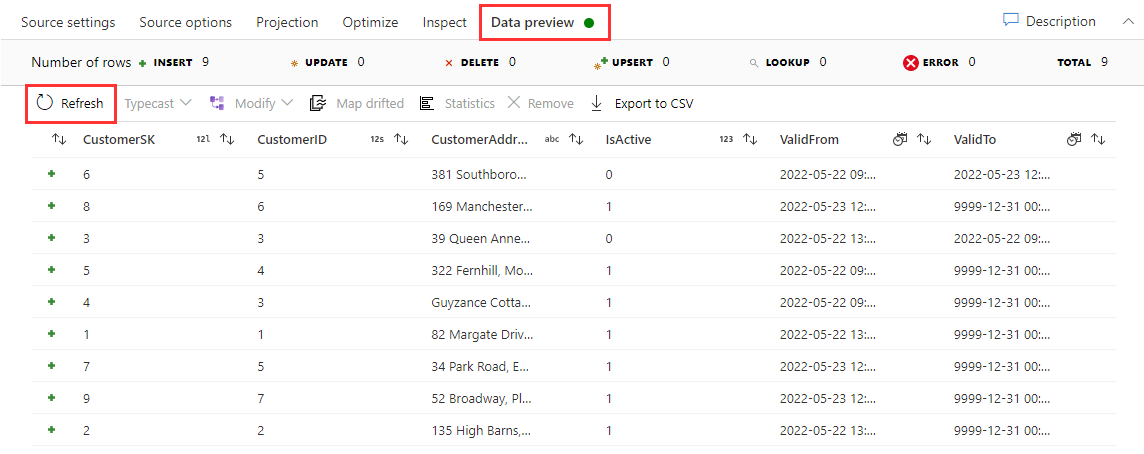 Source settings Source options Projection Optimize Inspect Data preview Description
Number of rows INSERT 9 UPDATE 0 DELETE 0 UPSERT 0 LOOKUP 0 ERROR 0 TOTAL 9
Refresh Typecast Modify Map drifted Statistics Remove Export to CSV
CustomerSK 12l CustomerID 12s CustomerAddr... abc IsActive 123 ValidFrom ValidTo
6 5 381 Southboro... 0 2022-05-22 09:... 2022-05-23 12:...
8 6 169 Manchester... 1 2022-05-23 12:... 9999-12-31 00:...
3 3 39 Queen Anne... 0 2022-05-22 13:... 2022-05-22 09:...
5 4 322 Fernhill, Mo... 1 2022-05-22 09:... 9999-12-31 00:...
4 3 Guyzance Cotta... 1 2022-05-22 09:... 9999-12-31 00:...
1 1 82 Margate Driv... 1 2022-05-22 13:... 9999-12-31 00:...
7 5 34 Park Road, E... 1 2022-05-23 12:... 9999-12-31 00:...
9 7 52 Broadway, Pl... 1 2022-05-23 12:... 9999-12-31 00:...
2 2 135 High Barns,... 1 2022-05-22 13:... 9999-12-31 00:...